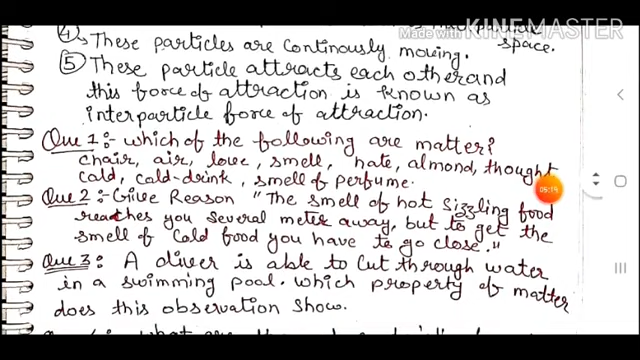 Made with KINEMASTER
④ These particles are continously moving. space.
⑤ These particle attracts each other and
this force of attraction is known as
interparticle force of attraction.
Que 1:- which of the following are matter?
chair, air, love, smell, hate, almond, thought
cold, cold-drink, smell of perfume.
05:15
Que 2:- Give Reason "The smell of hot sizzling food
reaches you several meter away, but to get the
smell of cold food you have to go close."
Que 3:- A diver is able to cut through water
in a swimming pool. which property of matter
does this observation show.